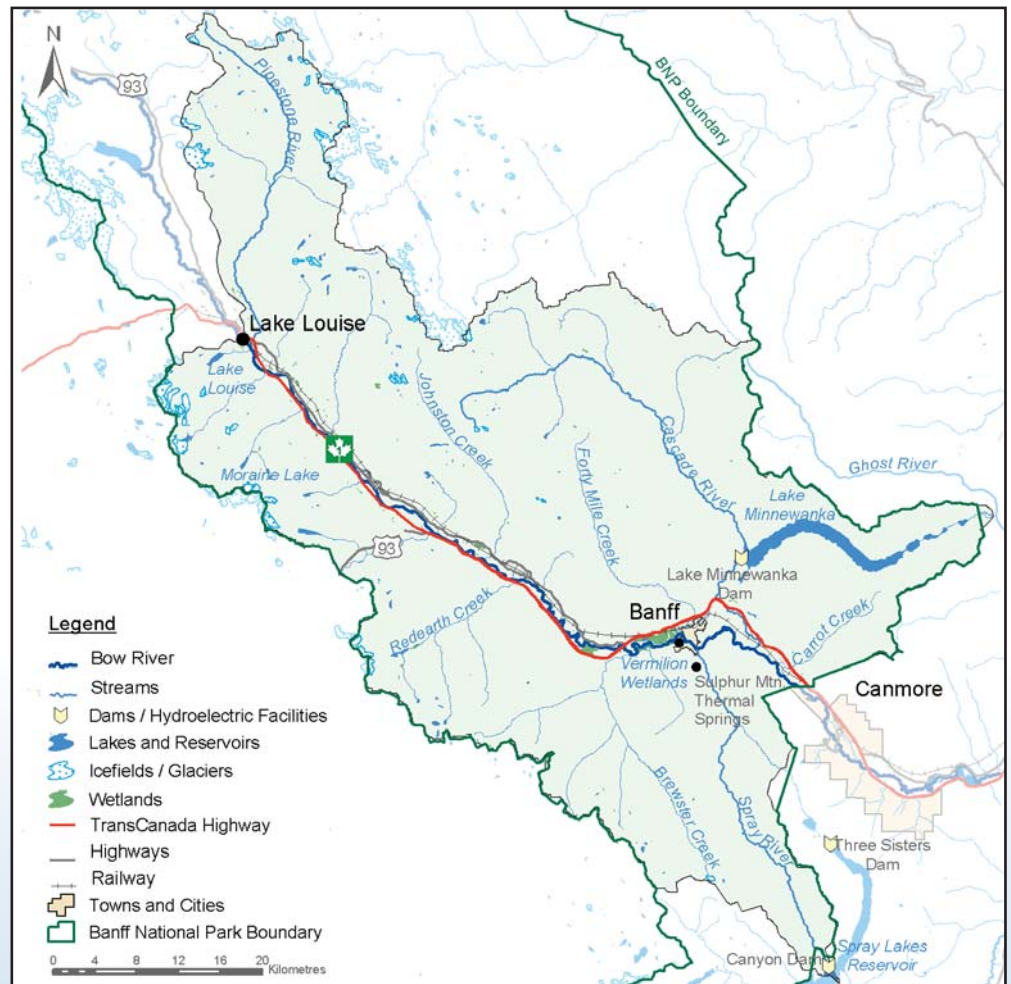 N
93
Pipestone River
BNP Boundary
Lake Louise
Lake
Louise
Johnston Creek
1
Moraine Lake
Cascade River
Forty Mile Creek
Ghost River
Lake
Minnewanka
93
Lake Minnewanka
Dam
Redearth Creek
Banff
Carrot Creek
Vermilion
Wetlands
Sulphur Mtn.
Thermal
Springs
Canmore
Brewster Creek
Spray River
Three Sisters
Dam
Canyon Dam
Spray Lakes
Reservoir
Legend
Bow River
Streams
Dams / Hydroelectric Facilities
Lakes and Reservoirs
Icefields / Glaciers
Wetlands
TransCanada Highway
Highways
Railway
Towns and Cities
Banff National Park Boundary
0 4 8 12 16 20
Kilometres